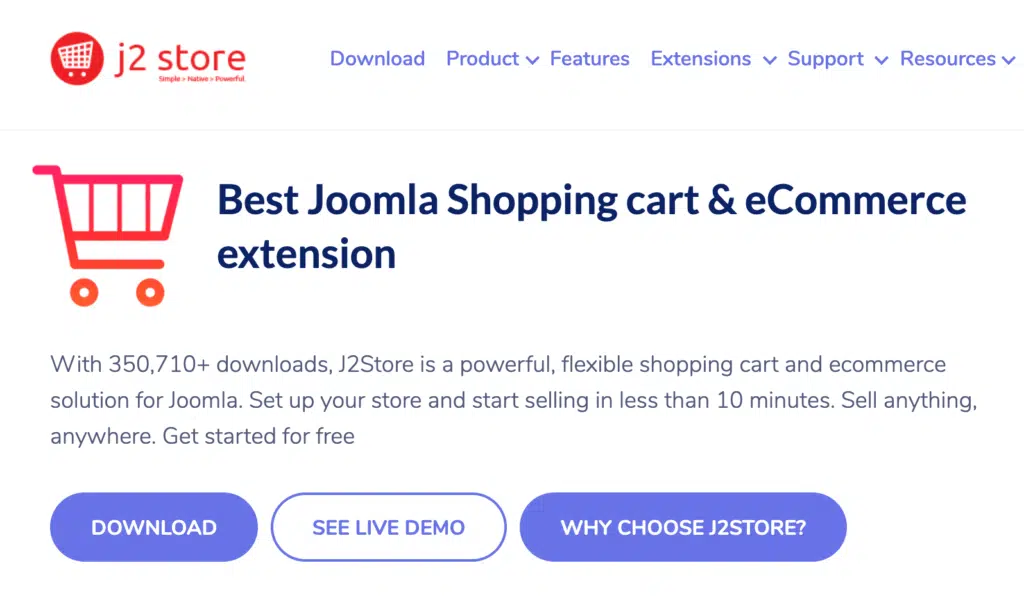 j2 store
Simple > Native > Powerful.
Download Product Features Extensions Support Resources
Best Joomla Shopping cart & eCommerce
extension
With 350,710+ downloads, J2Store is a powerful, flexible shopping cart and ecommerce
solution for Joomla. Set up your store and start selling in less than 10 minutes. Sell anything,
anywhere. Get started for free
DOWNLOAD SEE LIVE DEMO WHY CHOOSE J2STORE?